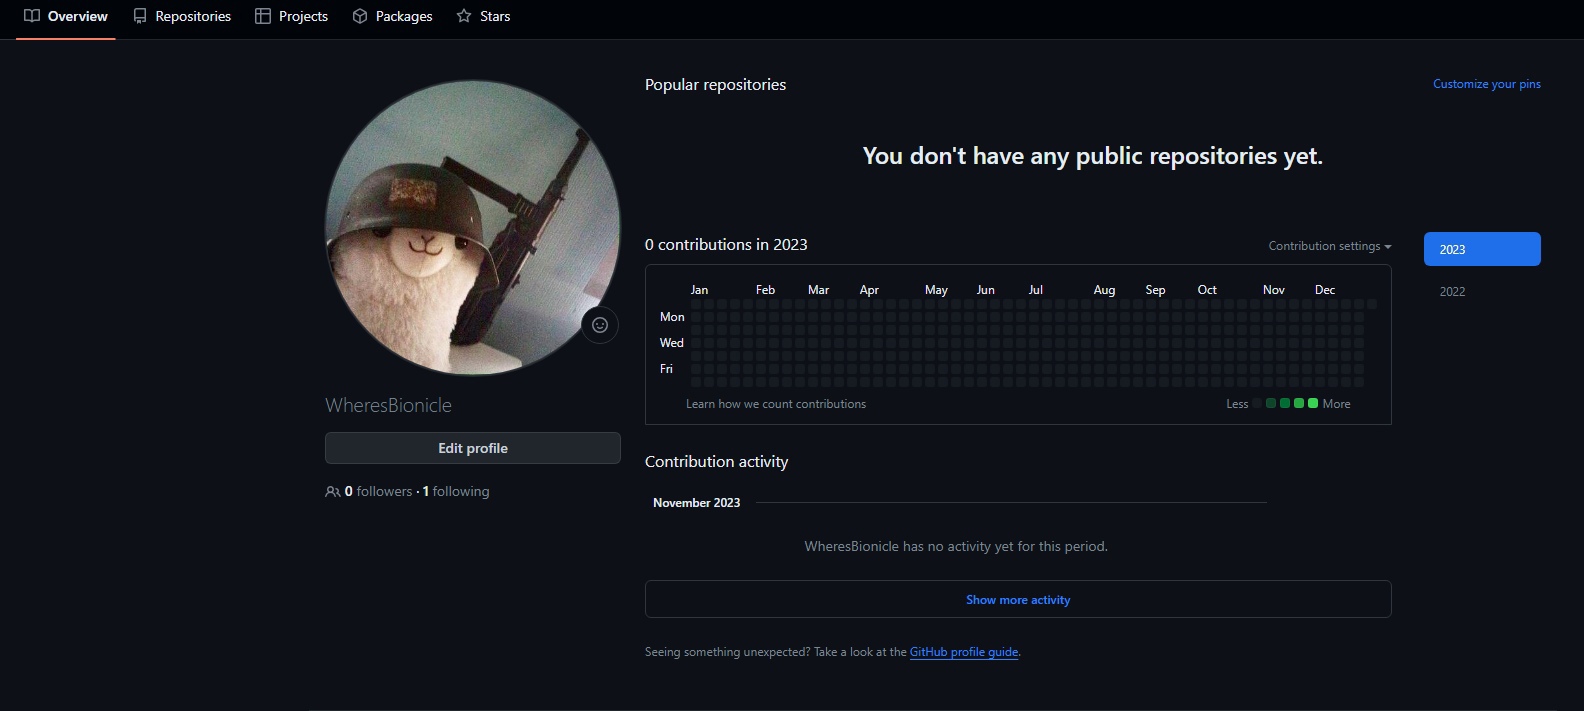 Overview
Repositories
Projects
Packages
Stars
WheresBionicle
Edit profile
0 followers · 1 following
Popular repositories
Customize your pins
You don't have any public repositories yet.
0 contributions in 2023
Contribution settings
2023
2022
Jan Feb Mar Apr May Jun Jul Aug Sep Oct Nov Dec
Mon
Wed
Fri
Learn how we count contributions
Less More
Contribution activity
November 2023
WheresBionicle has no activity yet for this period.
Show more activity
Seeing something unexpected? Take a look at the GitHub profile guide.